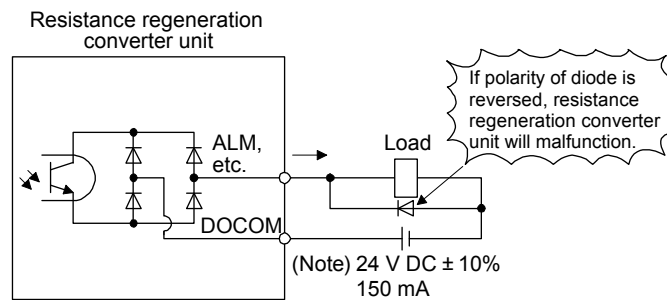 Resistance regeneration
converter unit
If polarity of diode is
reversed, resistance
regeneration converter
unit will malfunction.
ALM,
etc.
Load
DOCOM
(Note) 24 V DC ± 10%
150 mA